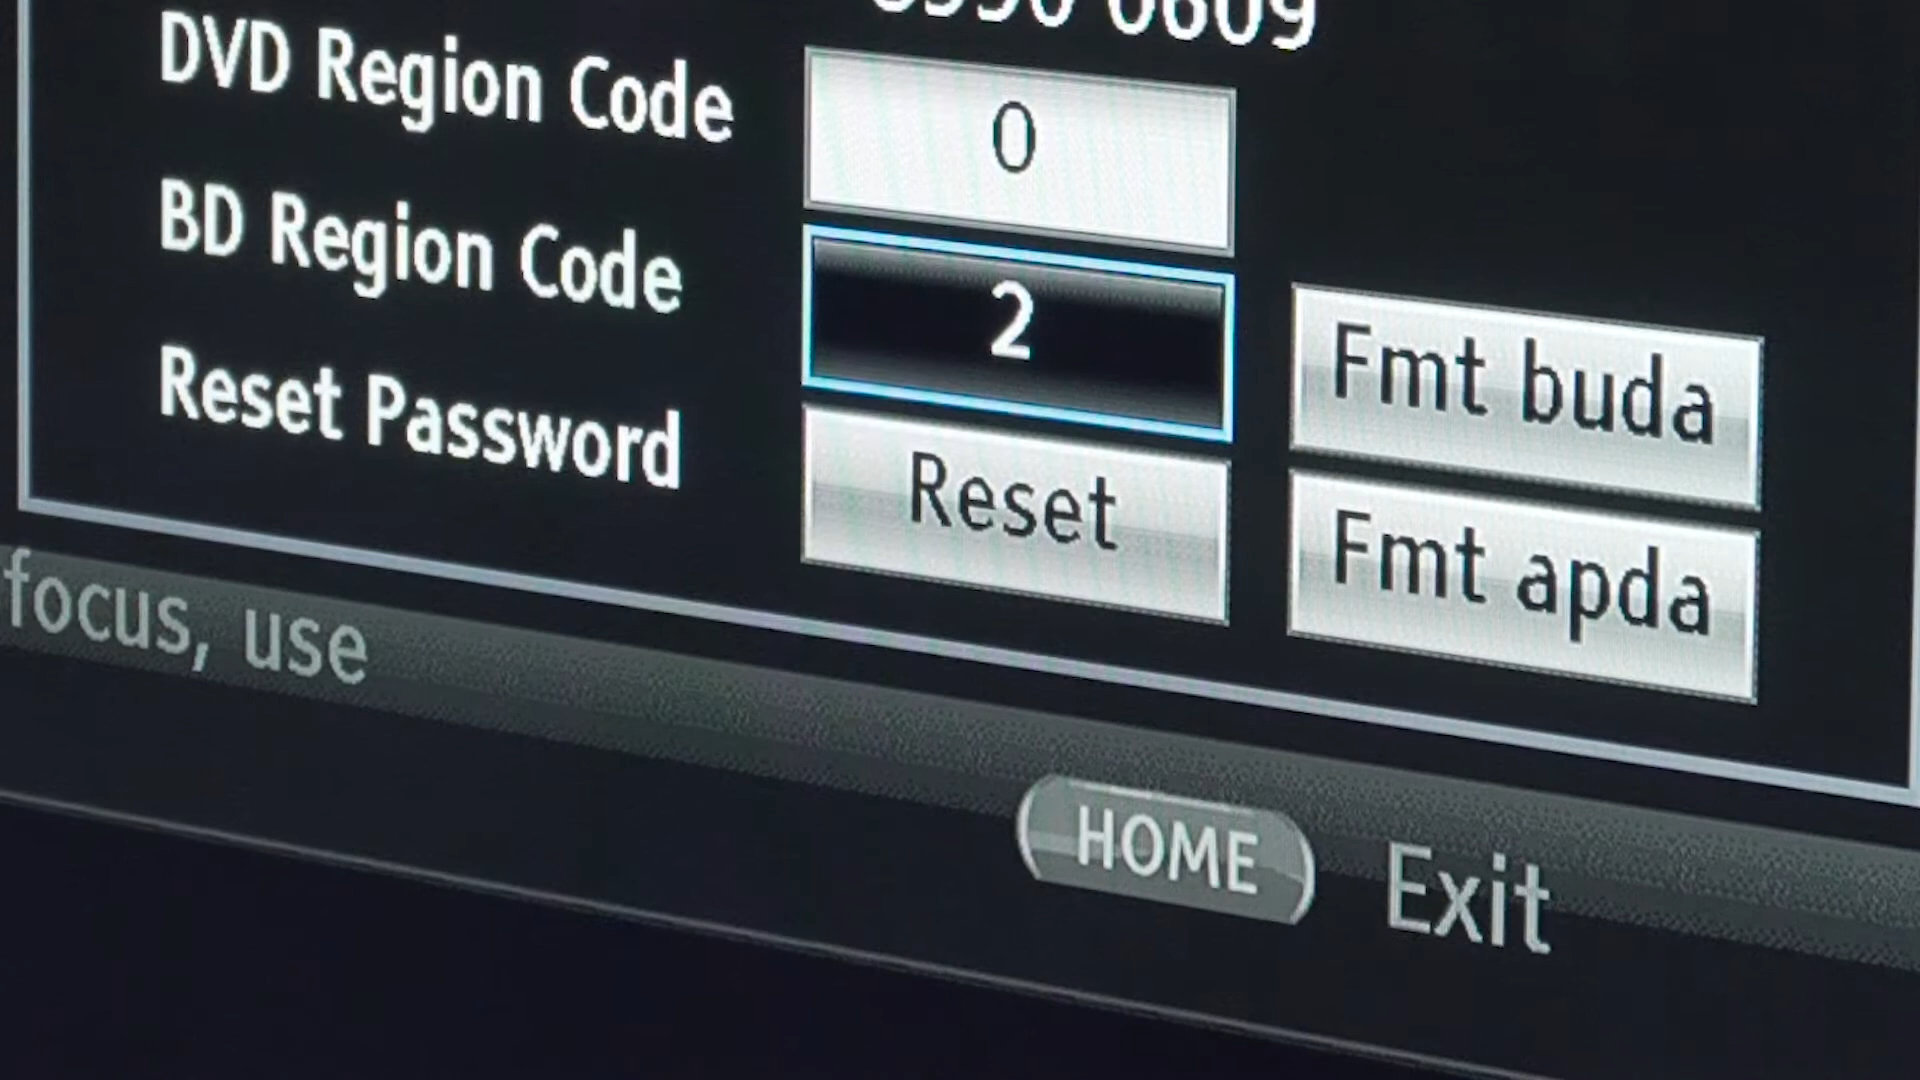 0609
DVD Region Code 0
BD Region Code 2 Fmt buda
Reset Password Reset Fmt apda
focus, use
HOME Exit